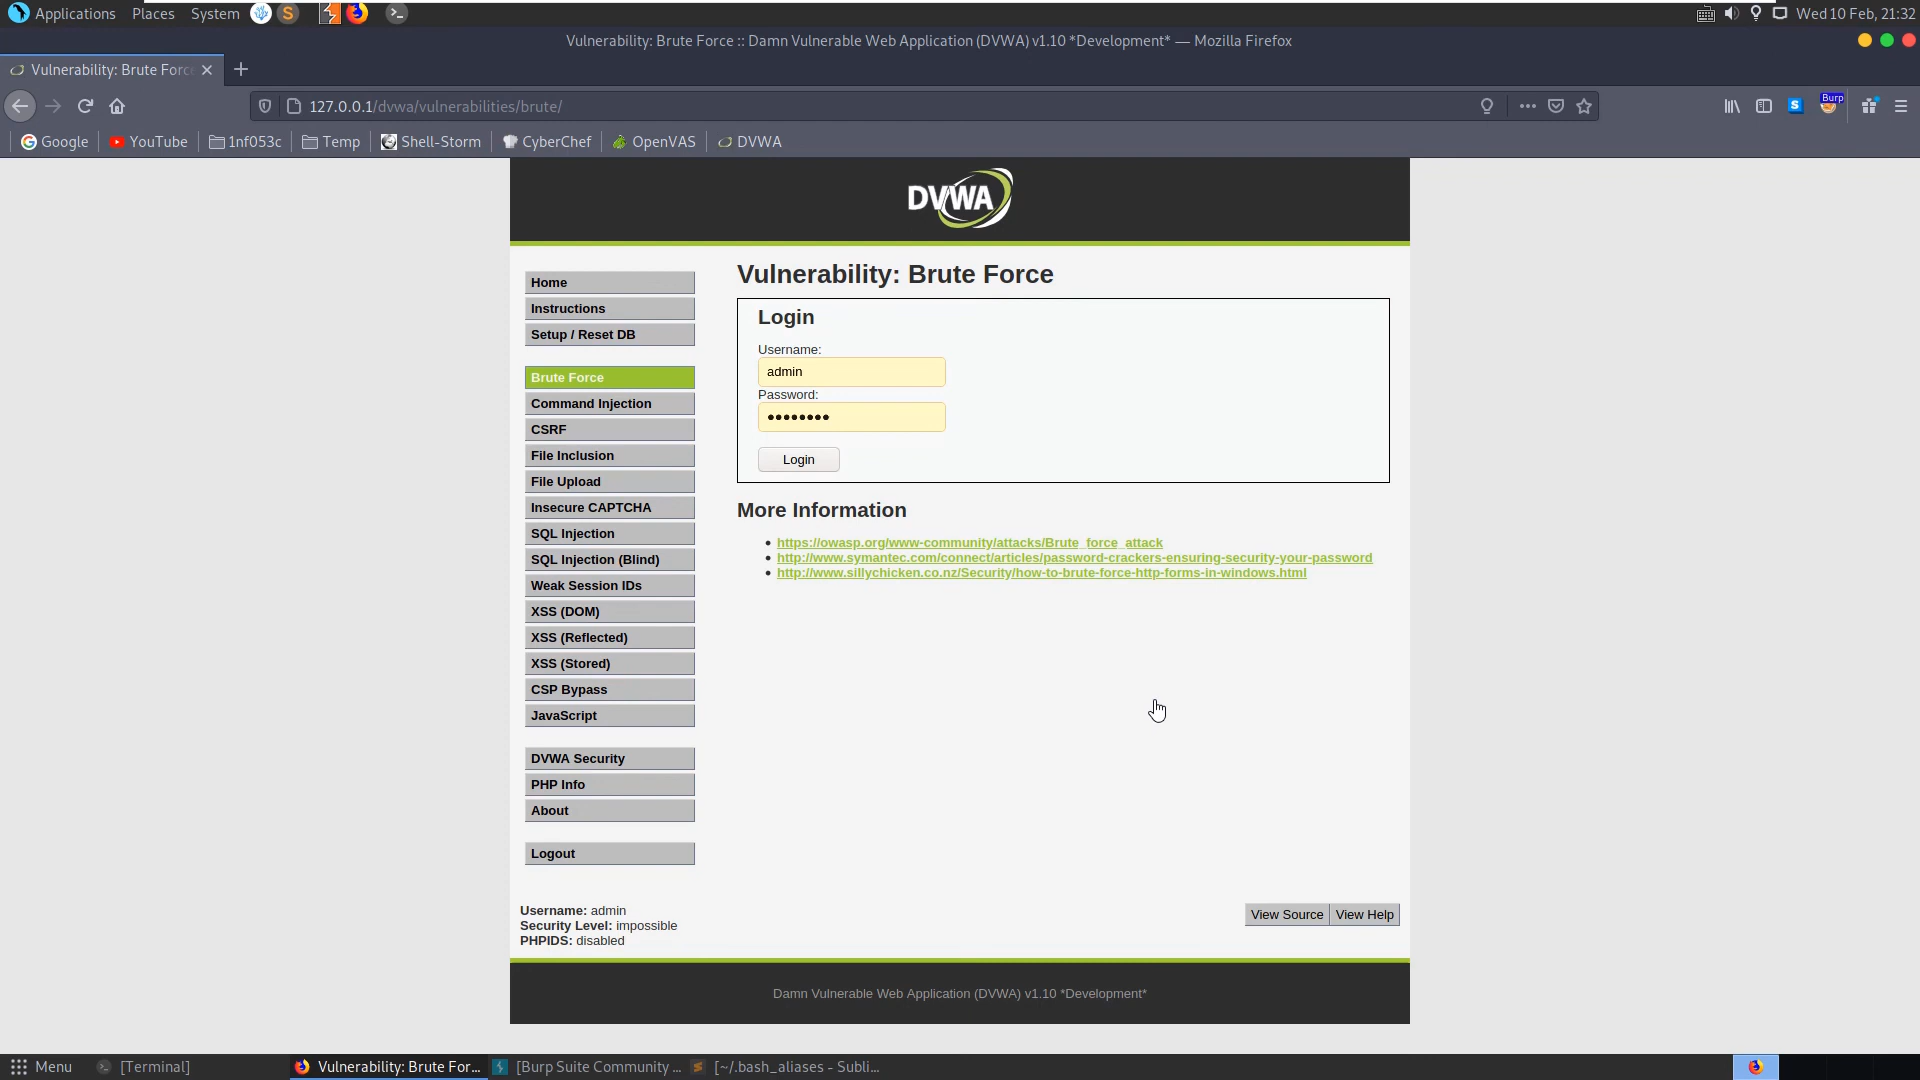 Applications Places System
Wed 10 Feb, 21:32
Vulnerability: Brute Force :: Damn Vulnerable Web Application (DVWA) v1.10 *Development* — Mozilla Firefox
Vulnerability: Brute Forc
127.0.0.1/dvwa/vulnerabilities/brute/
Burp
Google YouTube 1nf053c Temp Shell-Storm CyberChef OpenVAS DVWA
DVWA
Home
Instructions
Setup / Reset DB
Brute Force
Command Injection
CSRF
File Inclusion
File Upload
Insecure CAPTCHA
SQL Injection
SQL Injection (Blind)
Weak Session IDs
XSS (DOM)
XSS (Reflected)
XSS (Stored)
CSP Bypass
JavaScript
DVWA Security
PHP Info
About
Logout
Vulnerability: Brute Force
Login
Username:
admin
Password:
••••••••
Login
More Information
• https://owasp.org/www-community/attacks/Brute_force_attack
• http://www.symantec.com/connect/articles/password-crackers-ensuring-security-your-password
• http://www.sillychicken.co.nz/Security/how-to-brute-force-http-forms-in-windows.html
Username: admin
Security Level: impossible
PHPIDS: disabled
View Source View Help
Damn Vulnerable Web Application (DVWA) v1.10 *Development*
Menu [Terminal] Vulnerability: Brute For... [Burp Suite Community ... [~/.bash_aliases - Subli...